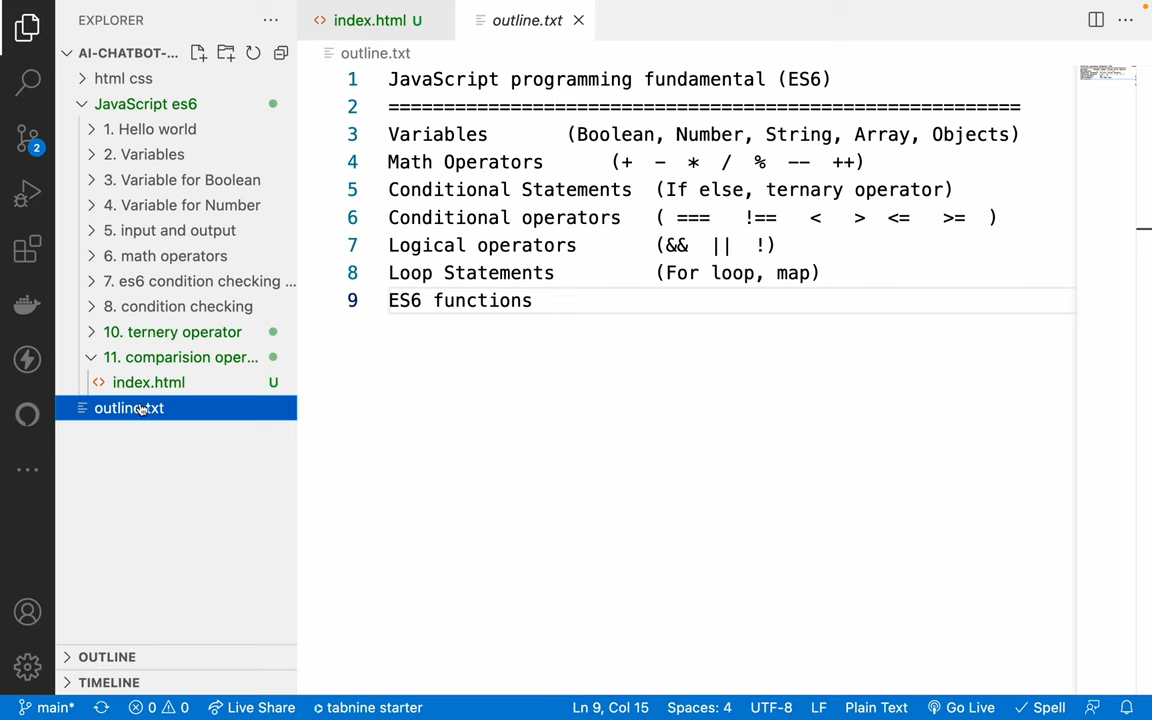 EXPLORER
AI-CHATBOT-...
html css
JavaScript es6
1. Hello world
2. Variables
3. Variable for Boolean
4. Variable for Number
5. input and output
6. math operators
7. es6 condition checking ...
8. condition checking
10. ternery operator
11. comparision oper...
index.html U
outline.txt
OUTLINE
TIMELINE
index.html U
outline.txt
outline.txt
1 JavaScript programming fundamental (ES6)
2 =========================================================
3 Variables (Boolean, Number, String, Array, Objects)
4 Math Operators (+ - * / % -- ++)
5 Conditional Statements (If else, ternary operator)
6 Conditional operators ( === !== < > <= >= )
7 Logical operators (&& || !)
8 Loop Statements (For loop, map)
9 ES6 functions
2
main* 0 0 Live Share tabnine starter Ln 9, Col 15 Spaces: 4 UTF-8 LF Plain Text Go Live Spell